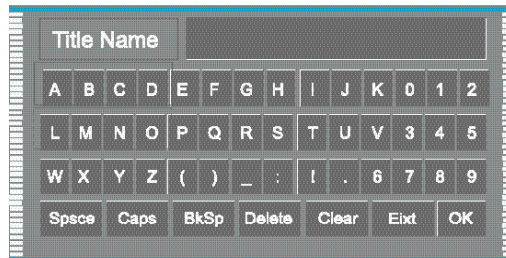 Title Name
A B C D E F G H I J K 0 1 2
L M N O P Q R S T U V 3 4 5
W X Y Z ( ) _ : ! . 6 7 8 9
Spsce Caps BkSp Delete Clear Eixt OK